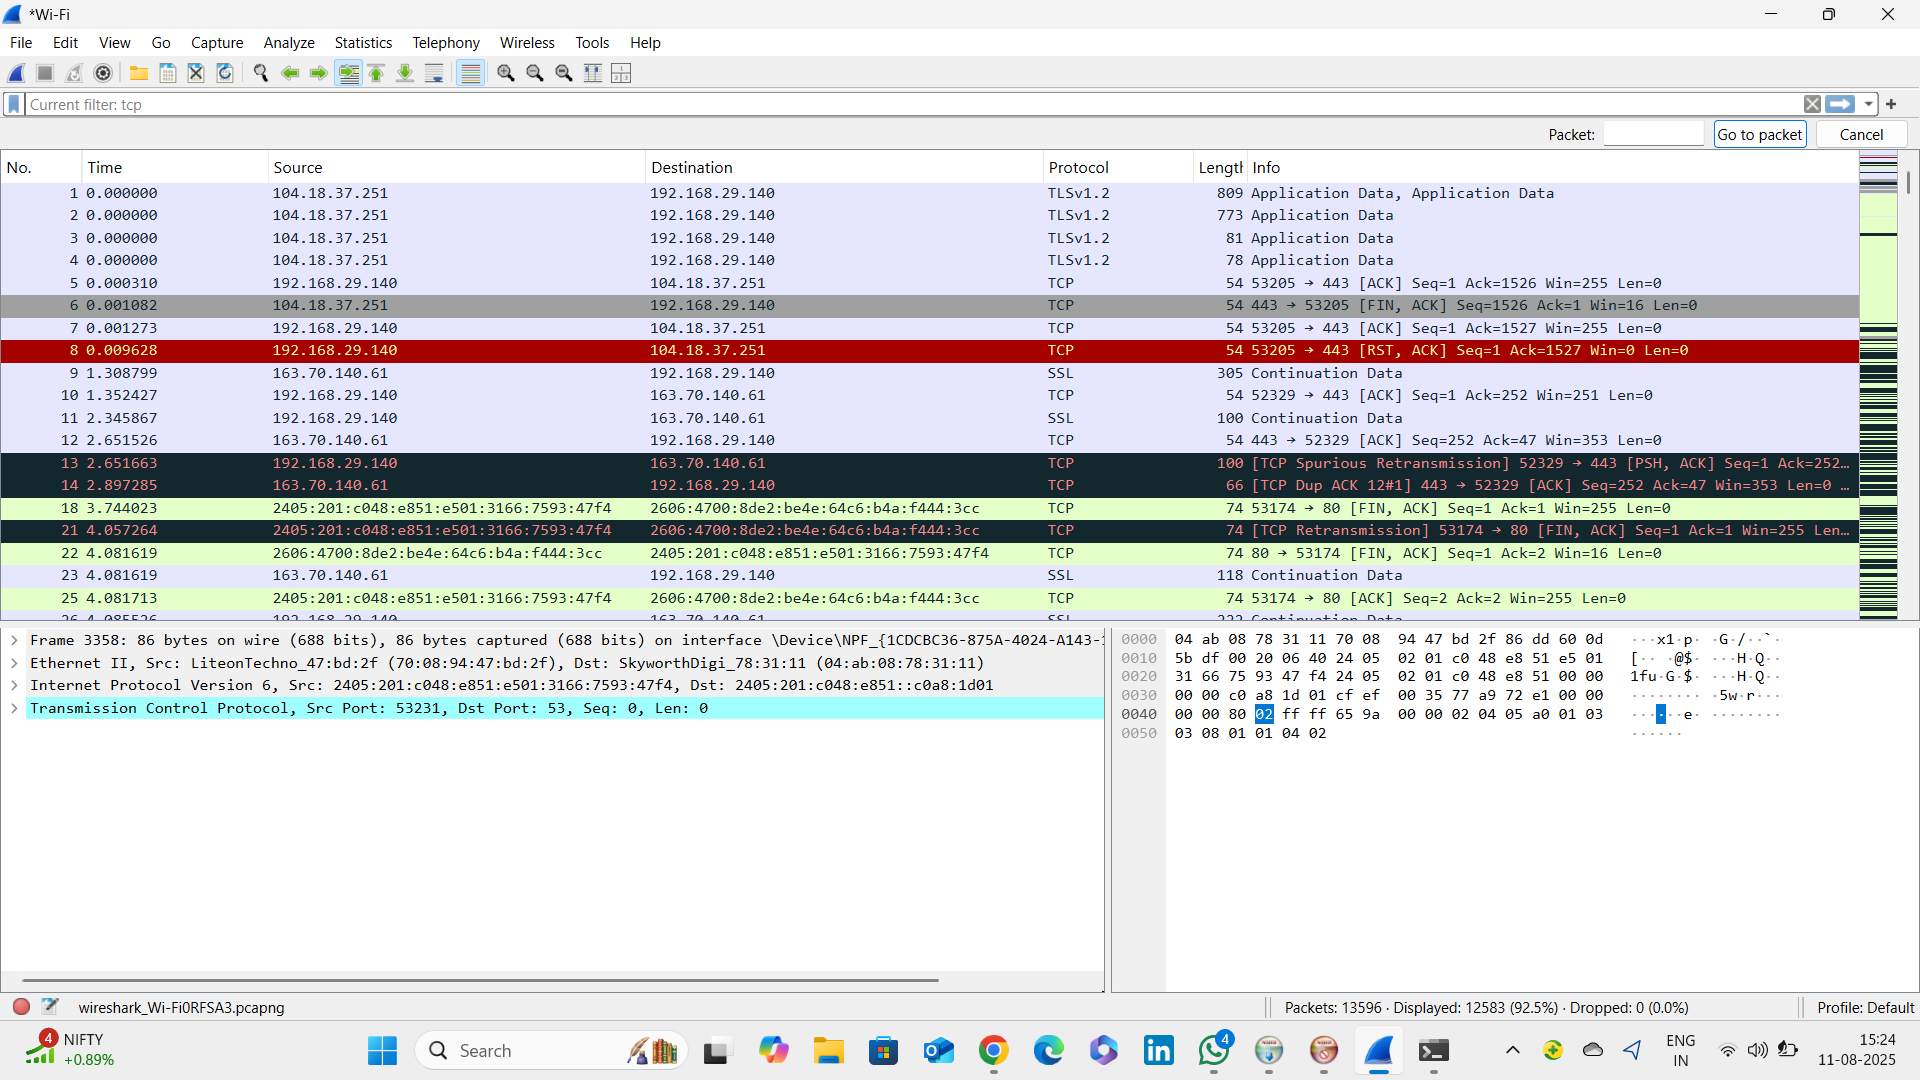 *Wi-Fi
File Edit View Go Capture Analyze Statistics Telephony Wireless Tools Help
Current filter: tcp
Packet: Go to packet Cancel
No. Time Source Destination Protocol Length Info
1 0.000000 104.18.37.251 192.168.29.140 TLSv1.2 809 Application Data, Application Data
2 0.000000 104.18.37.251 192.168.29.140 TLSv1.2 773 Application Data
3 0.000000 104.18.37.251 192.168.29.140 TLSv1.2 81 Application Data
4 0.000000 104.18.37.251 192.168.29.140 TLSv1.2 78 Application Data
5 0.000310 192.168.29.140 104.18.37.251 TCP 54 53205 → 443 [ACK] Seq=1 Ack=1526 Win=255 Len=0
6 0.001082 104.18.37.251 192.168.29.140 TCP 54 443 → 53205 [FIN, ACK] Seq=1526 Ack=1 Win=16 Len=0
7 0.001273 192.168.29.140 104.18.37.251 TCP 54 53205 → 443 [ACK] Seq=1 Ack=1527 Win=255 Len=0
8 0.009628 192.168.29.140 104.18.37.251 TCP 54 53205 → 443 [RST, ACK] Seq=1 Ack=1527 Win=0 Len=0
9 1.308799 163.70.140.61 192.168.29.140 SSL 305 Continuation Data
10 1.352427 192.168.29.140 163.70.140.61 TCP 54 52329 → 443 [ACK] Seq=1 Ack=252 Win=251 Len=0
11 2.345867 192.168.29.140 163.70.140.61 SSL 100 Continuation Data
12 2.651526 163.70.140.61 192.168.29.140 TCP 54 443 → 52329 [ACK] Seq=252 Ack=47 Win=353 Len=0
13 2.651663 192.168.29.140 163.70.140.61 TCP 100 [TCP Spurious Retransmission] 52329 → 443 [PSH, ACK] Seq=1 Ack=252…
14 2.897285 163.70.140.61 192.168.29.140 TCP 66 [TCP Dup ACK 12#1] 443 → 52329 [ACK] Seq=252 Ack=47 Win=353 Len=0 …
18 3.744023 2405:201:c048:e851:e501:3166:7593:47f4 2606:4700:8de2:be4e:64c6:b4a:f444:3cc TCP 74 53174 → 80 [FIN, ACK] Seq=1 Ack=1 Win=255 Len=0
21 4.057264 2405:201:c048:e851:e501:3166:7593:47f4 2606:4700:8de2:be4e:64c6:b4a:f444:3cc TCP 74 [TCP Retransmission] 53174 → 80 [FIN, ACK] Seq=1 Ack=1 Win=255 Len…
22 4.081619 2606:4700:8de2:be4e:64c6:b4a:f444:3cc 2405:201:c048:e851:e501:3166:7593:47f4 TCP 74 80 → 53174 [FIN, ACK] Seq=1 Ack=2 Win=16 Len=0
23 4.081619 163.70.140.61 192.168.29.140 SSL 118 Continuation Data
25 4.081713 2405:201:c048:e851:e501:3166:7593:47f4 2606:4700:8de2:be4e:64c6:b4a:f444:3cc TCP 74 53174 → 80 [ACK] Seq=2 Ack=2 Win=255 Len=0
Frame 3358: 86 bytes on wire (688 bits), 86 bytes captured (688 bits) on interface \Device\NPF_{1CDCBC36-875A-4024-A143-
Ethernet II, Src: LiteonTechno_47:bd:2f (70:08:94:47:bd:2f), Dst: SkyworthDigi_78:31:11 (04:ab:08:78:31:11)
Internet Protocol Version 6, Src: 2405:201:c048:e851:e501:3166:7593:47f4, Dst: 2405:201:c048:e851::c0a8:1d01
Transmission Control Protocol, Src Port: 53231, Dst Port: 53, Seq: 0, Len: 0
0000 04 ab 08 78 31 11 70 08 94 47 bd 2f 86 dd 60 0d ···x1·p· ·G·/··`·
0010 5b df 00 20 06 40 24 05 02 01 c0 48 e8 51 e5 01 [·· ·@$· ···H·Q··
0020 31 66 75 93 47 f4 24 05 02 01 c0 48 e8 51 00 00 1fu·G·$· ···H·Q··
0030 00 00 c0 a8 1d 01 cf ef 00 35 77 a9 72 e1 00 00 ········ ·5w·r···
0040 00 00 80 02 ff ff 65 9a 00 00 02 04 05 a0 01 03 ······e· ········
0050 03 08 01 01 04 02 ······
wireshark_Wi-Fi0RFSA3.pcapng Packets: 13596 · Displayed: 12583 (92.5%) · Dropped: 0 (0.0%) Profile: Default
4 NIFTY
+0.89%
Search
4
ENG
IN
15:24
11-08-2025